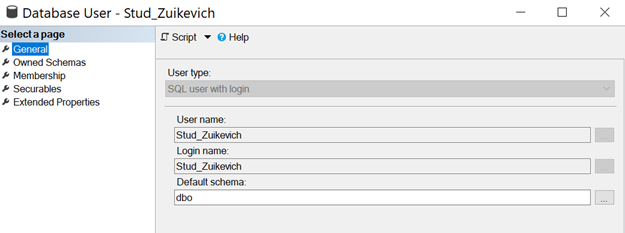 Database User - Stud_Zuikevich
Select a page
General
Owned Schemas
Membership
Securables
Extended Properties
Script
Help
User type:
SQL user with login
User name:
Stud_Zuikevich
...
Login name:
Stud_Zuikevich
...
Default schema:
dbo
...